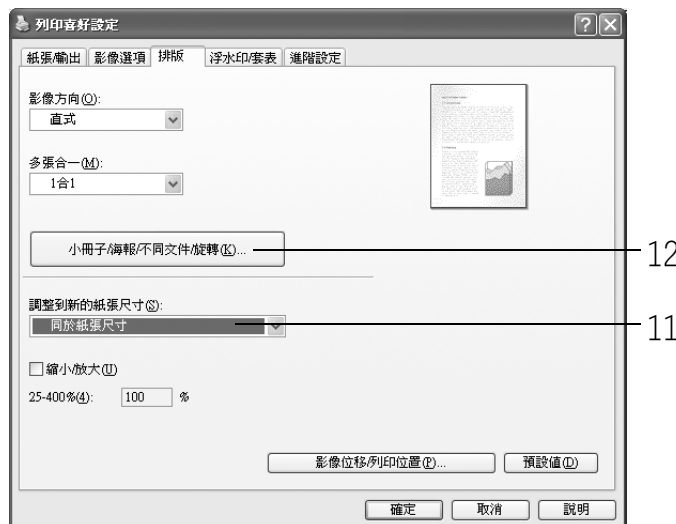 列印喜好設定
紙張/輸出 影像選項 排版 浮水印/套表 進階設定
影像方向(O):
直式
多張合一(M):
1合1
小冊子/海報/不同文件/旋轉(K)... 12
調整到新的紙張尺寸(S):
同於紙張尺寸 11
縮小/放大(U)
25-400%(4): 100 %
影像位移/列印位置(P)... 預設值(D)
確定 取消 説明